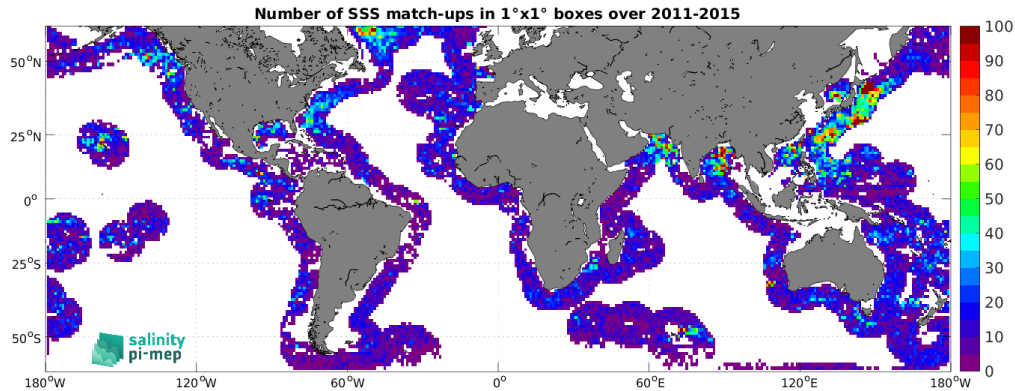 Number of SSS match-ups in 1°x1° boxes over 2011-2015
50°N
25°N
0°
25°S
50°S
180°W
120°W
60°W
0°
60°E
120°E
180°E
100
90
80
70
60
50
40
30
20
10
0
salinity
pi-mep